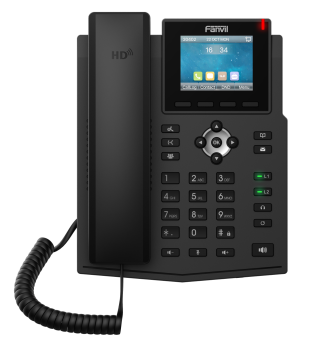 Fanvil
HD
16:34
OK
L1
1
2 ABC
3 DEF
L2
4 GHI
5 JKL
6 MNO
7 PQRS
8 TUV
9 WXYZ
*
0
#